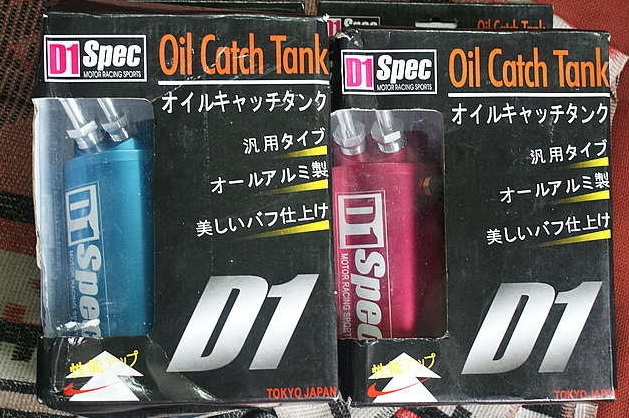 Oil Catch Tank
D1 Spec
MOTOR RACING SPORTS
Oil Catch Tank
オイルキャッチタンク
汎用タイプ
オールアルミ製
美しいバフ仕上げ
D1 Spec
D1
TOKYO JAPAN
D1 Spec
MOTOR RACING SPORTS
Oil Catch Tank
オイルキャッチタンク
汎用タイプ
オールアルミ製
美しいバフ仕上げ
D1 Spec
MOTOR RACING SPORTS
D1
TOKYO JAPAN